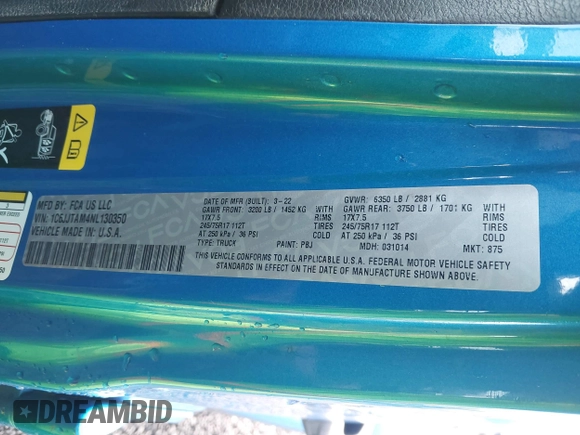 MFD BY: FCA US LLC
VIN: 1C6JJTAM4NL130350
VEHICLE MADE IN: U.S.A.
DATE OF MFR (BUILT): 3-22
GAWR FRONT: 3200 LB / 1452 KG WITH
17X7.5 RIMS
245/75R17 112T TIRES
AT 250 kPa / 36 PSI COLD
TYPE: TRUCK PAINT: PBJ
GVWR: 6350 LB / 2881 KG
GAWR REAR: 3750 LB / 1701 KG WITH
17X7.5 RIMS
245/75R17 112T TIRES
AT 250 kPa / 36 PSI COLD
MDH: 031014 MKT: 875
THIS VEHICLE CONFORMS TO ALL APPLICABLE U.S.A. FEDERAL MOTOR VEHICLE SAFETY
STANDARDS IN EFFECT ON THE DATE OF MANUFACTURE SHOWN ABOVE.
DREAMBID